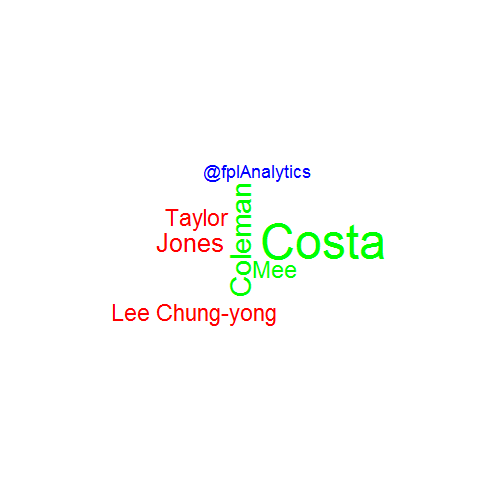 @fplAnalytics
Taylor
Jones
Coleman
Costa
Mee
Lee Chung-yong